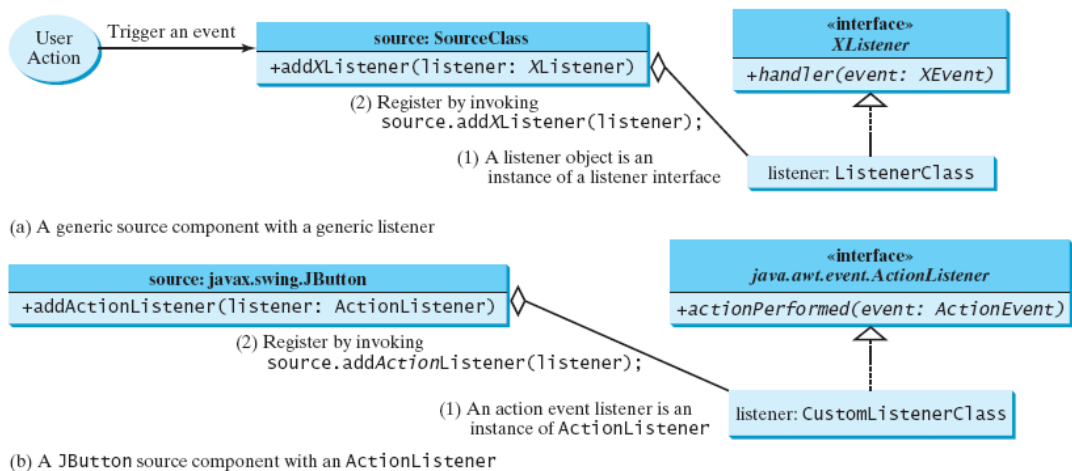 User
Action
Trigger an event
source: SourceClass
+addXListener(listener: XListener)
«interface»
XListener
+handler(event: XEvent)
(2) Register by invoking
source.addXListener(listener);
(1) A listener object is an
instance of a listener interface
listener: ListenerClass
(a) A generic source component with a generic listener
source: javax.swing.JButton
+addActionListener(listener: ActionListener)
«interface»
java.awt.event.ActionListener
+actionPerformed(event: ActionEvent)
(2) Register by invoking
source.addActionListener(listener);
(1) An action event listener is an
instance of ActionListener
listener: CustomListenerClass
(b) A JButton source component with an ActionListener